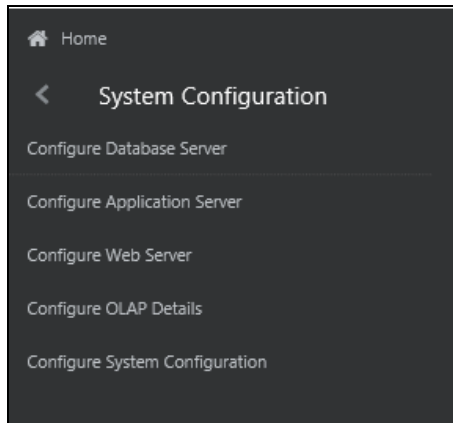 Home
System Configuration
Configure Database Server
Configure Application Server
Configure Web Server
Configure OLAP Details
Configure System Configuration